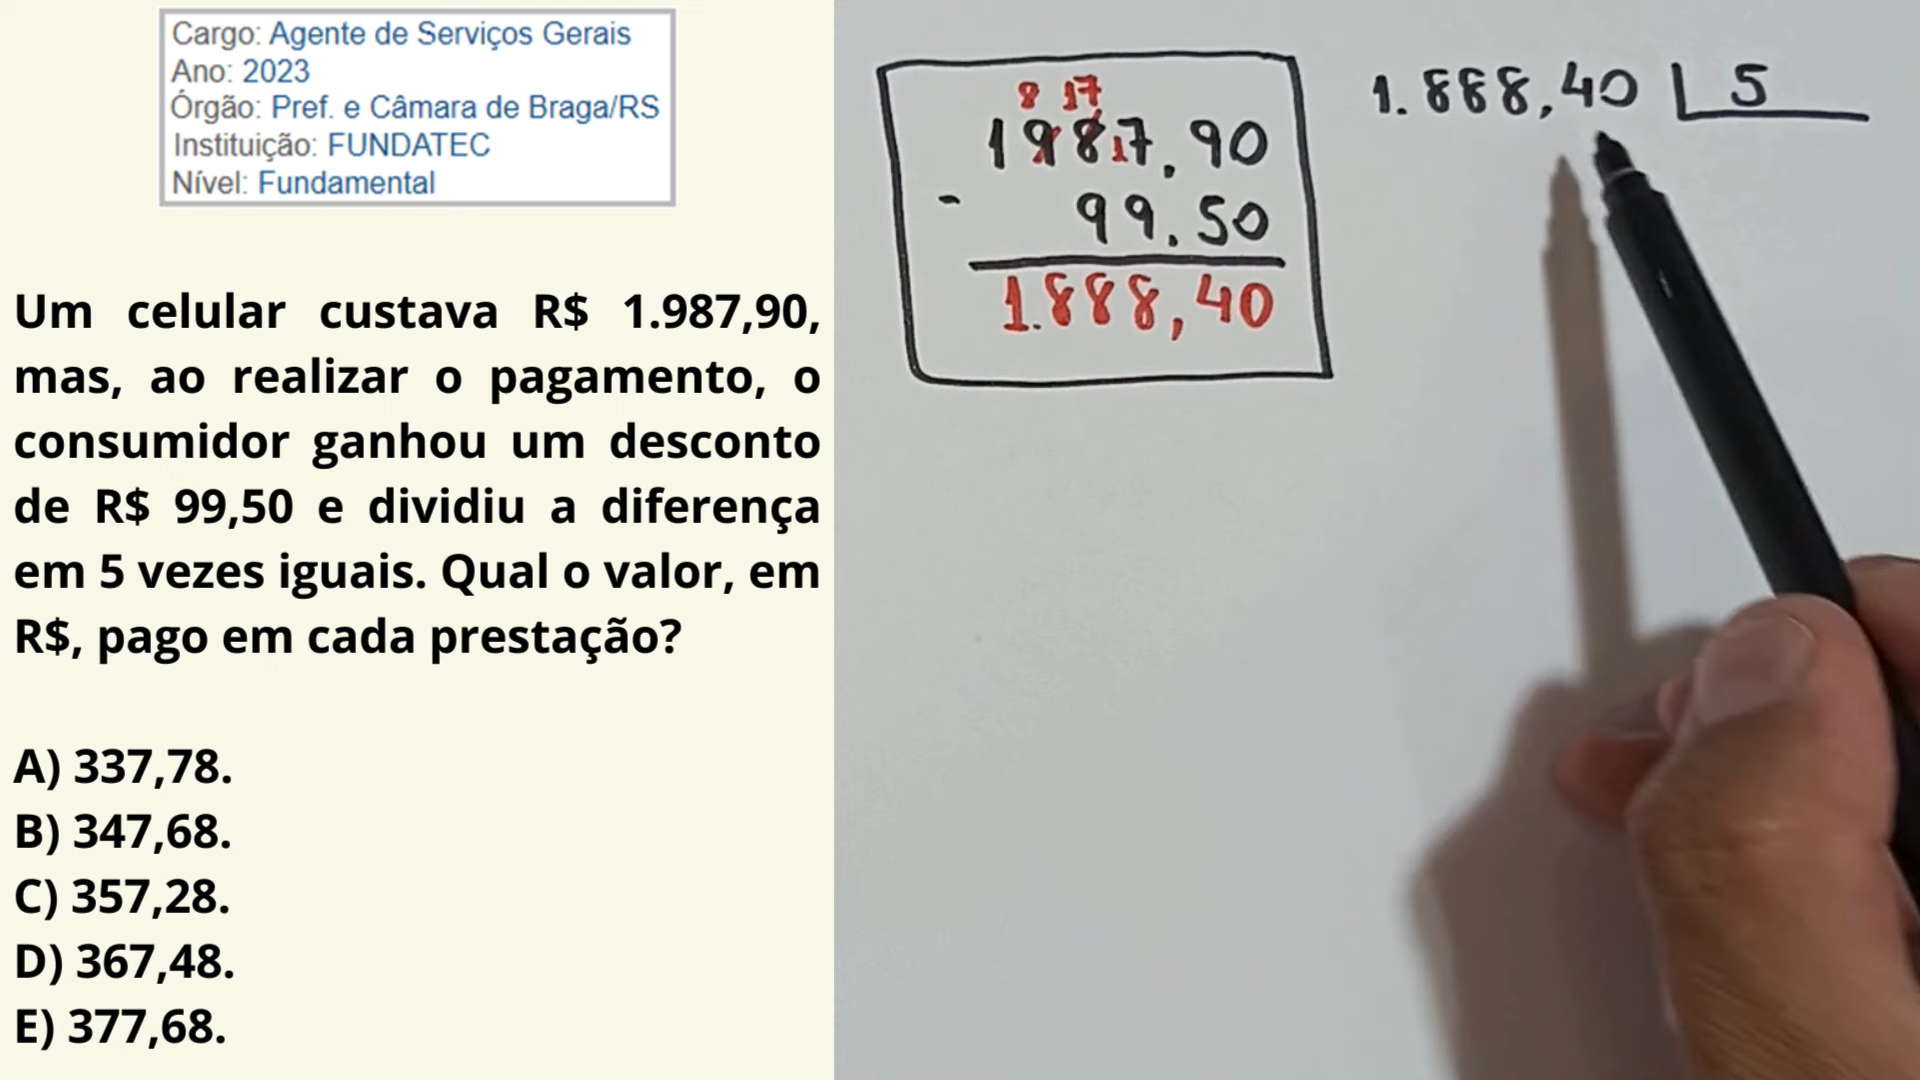 Cargo: Agente de Serviços Gerais
Ano: 2023
Órgão: Pref. e Câmara de Braga/RS
Instituição: FUNDATEC
Nível: Fundamental
Um celular custava R$ 1.987,90,
mas, ao realizar o pagamento, o
consumidor ganhou um desconto
de R$ 99,50 e dividiu a diferença
em 5 vezes iguais. Qual o valor, em
R$, pago em cada prestação?
A) 337,78.
B) 347,68.
C) 357,28.
D) 367,48.
E) 377,68.
8 17
1987,90
1
- 99,50
1.888,40
1.888,40 5